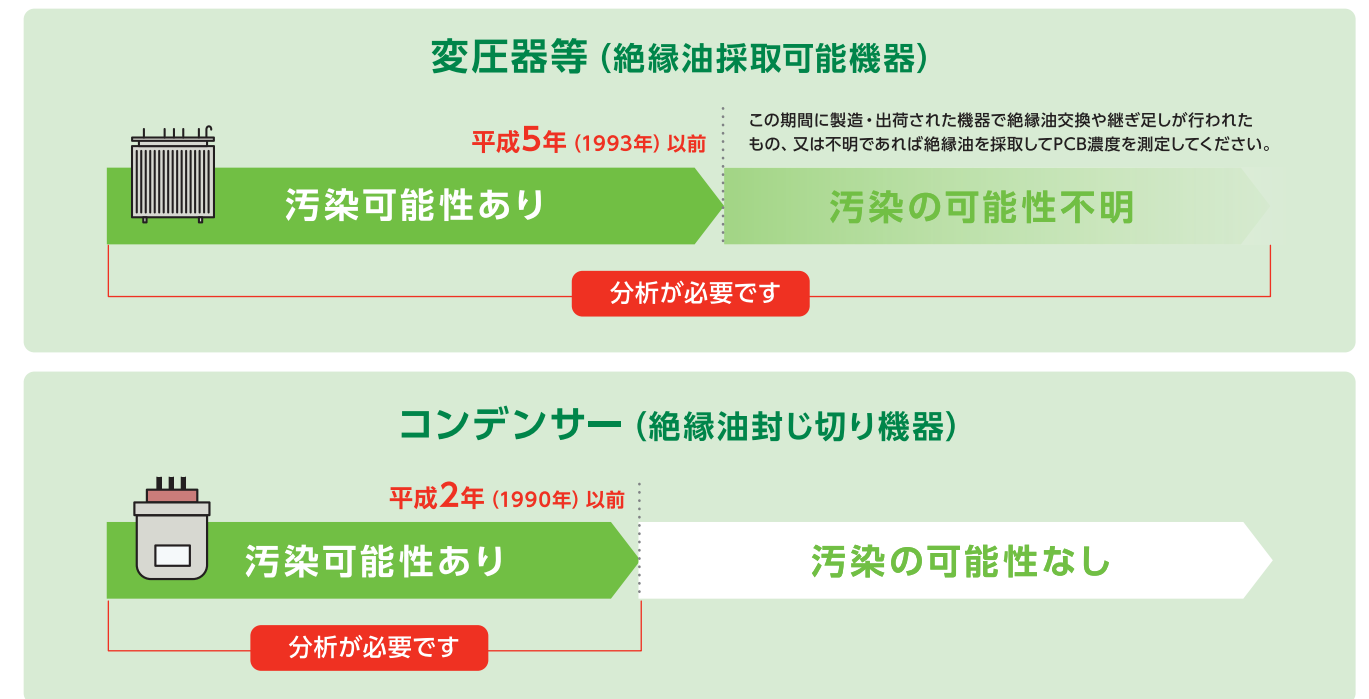 変圧器等（絶縁油採取可能機器）
平成5年（1993年）以前
この期間に製造・出荷された機器で絶縁油交換や継ぎ足しが行われた
もの、又は不明であれば絶縁油を採取してPCB濃度を測定してください。
汚染可能性あり
汚染の可能性不明
分析が必要です
コンデンサー（絶縁油封じ切り機器）
平成2年（1990年）以前
汚染可能性あり
汚染の可能性なし
分析が必要です